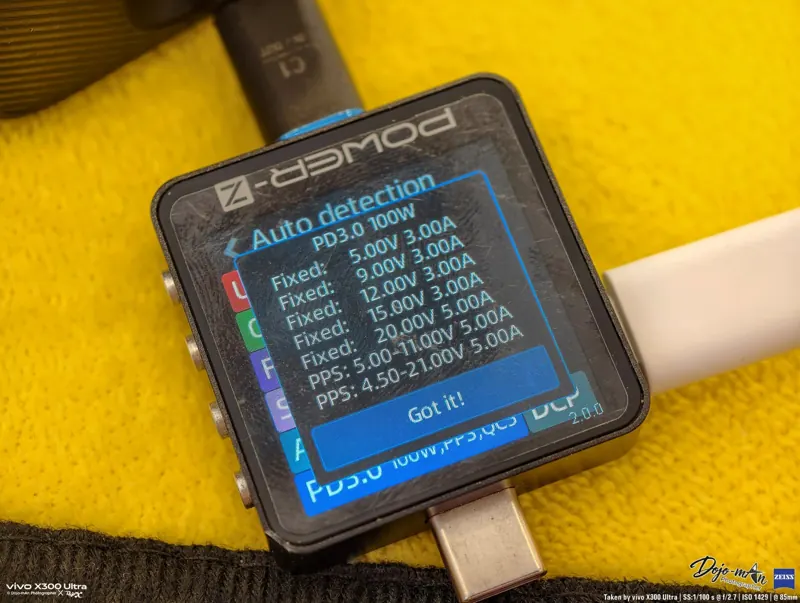 C1
POWER-Z
Auto detection
PD3.0 100W
Fixed: 5.00V 3.00A
Fixed: 9.00V 3.00A
Fixed: 12.00V 3.00A
Fixed: 15.00V 3.00A
Fixed: 20.00V 5.00A
PPS: 5.00-11.00V 5.00A
PPS: 4.50-21.00V 5.00A
Got it!
DCP
PD3.0 100W,PPS,QC3
2.0.0
vivo X300 Ultra
Dojo-mAn
Photographer
ZEISS
Taken by vivo X300 Ultra | SS:1/100 s @ f/2.7 | ISO 1429 | @ 85mm